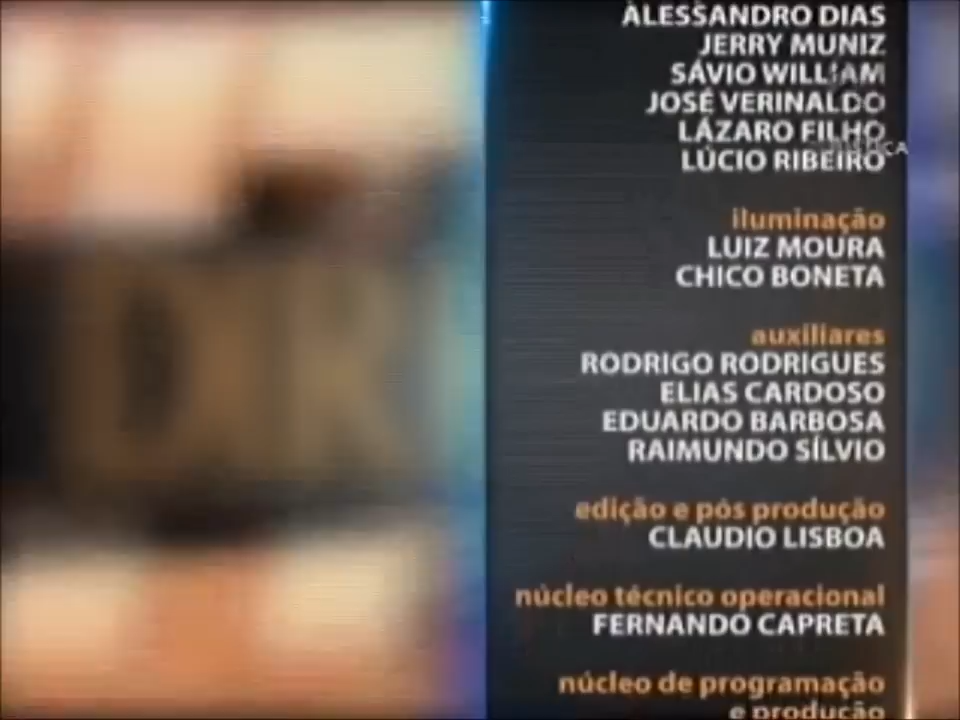 ALESSANDRO DIAS
JERRY MUNIZ
SÁVIO WILLIAM
JOSÉ VERINALDO
LÁZARO FILHO
LÚCIO RIBEIRO
iluminação
LUIZ MOURA
CHICO BONETA
auxiliares
RODRIGO RODRIGUES
ELIAS CARDOSO
EDUARDO BARBOSA
RAIMUNDO SÍLVIO
edição e pós produção
CLAUDIO LISBOA
núcleo técnico operacional
FERNANDO CAPRETA
núcleo de programação
e produção